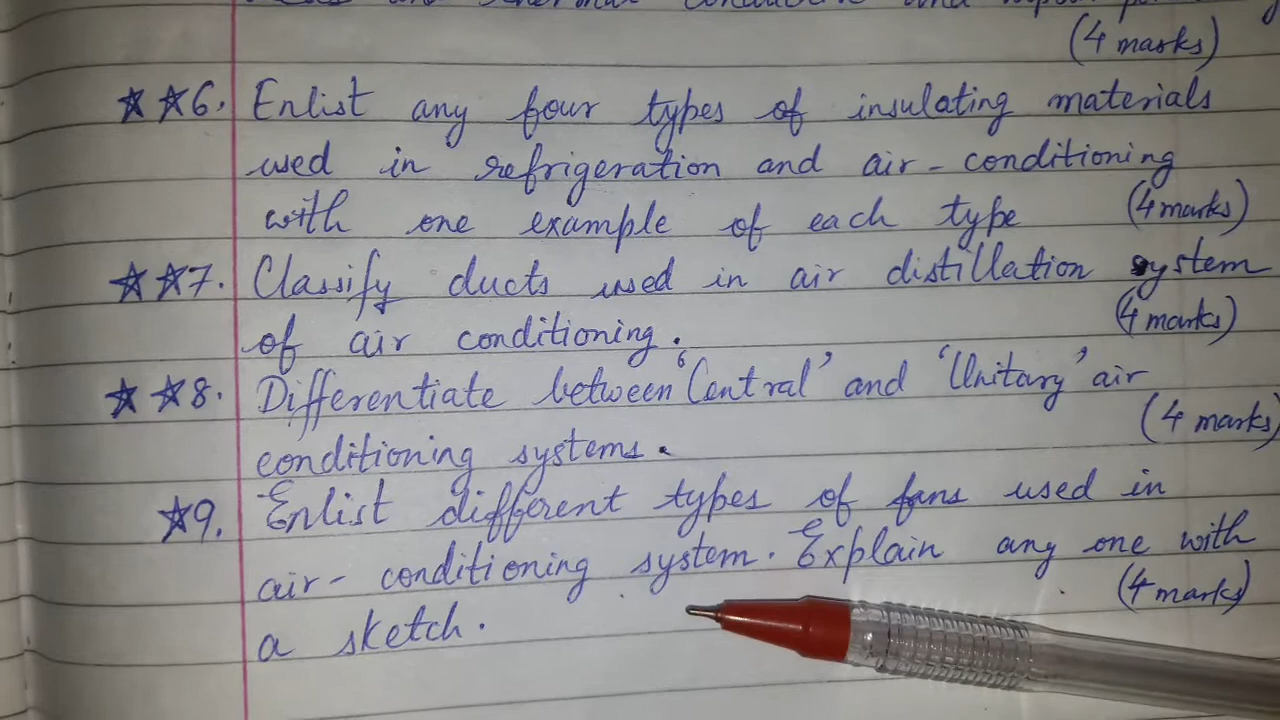 (4 marks)
☆☆6. Enlist any four types of insulating materials
used in refrigeration and air-conditioning
with one example of each type (4 marks)
☆☆7. Classify ducts used in air distillation system
of air conditioning. (4 marks)
☆☆8. Differentiate between 'Central' and 'Unitary' air
conditioning systems. (4 marks)
☆9. Enlist different types of fans used in
air-conditioning system. Explain any one with
a sketch. (4 marks)